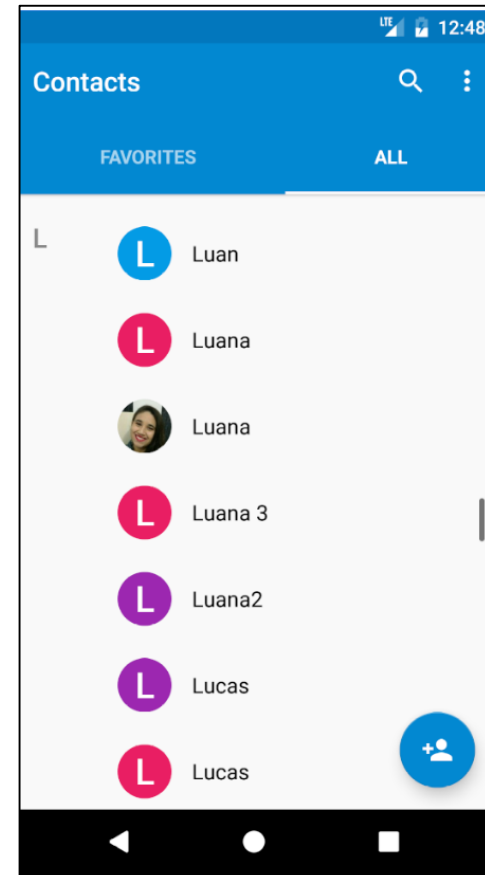 LTE 12:48
Contacts
FAVORITES ALL
L
L Luan
L Luana
Luana
L Luana 3
L Luana2
L Lucas
L Lucas